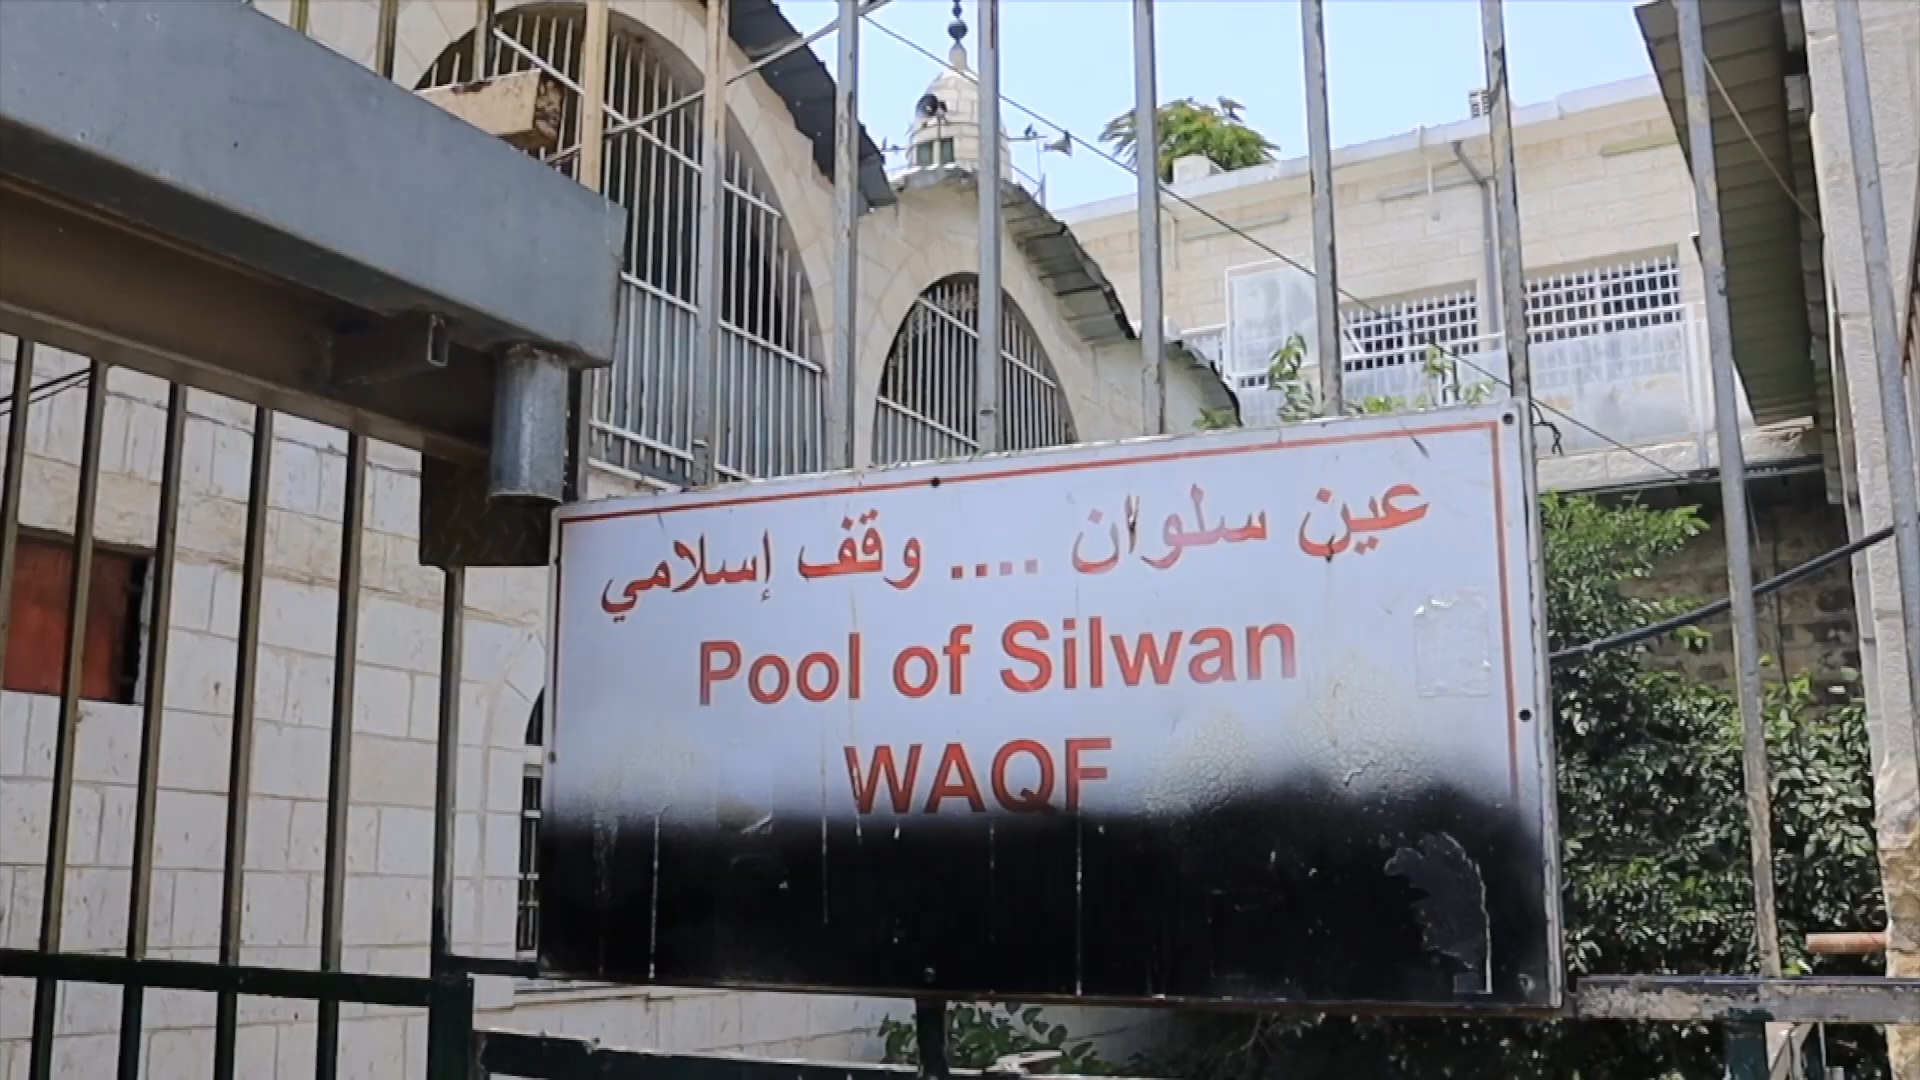 عين سلوان .... وقف إسلامي
Pool of Silwan
WAQF